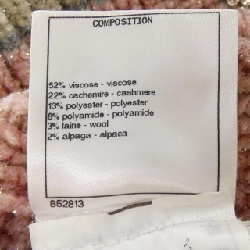 COMPOSITION
52% viscose - viscose
22% cachemire - cashmere
13% polyester - polyester
8% polyamide - polyamide
3% laine - wool
2% alpaga - alpaca
852813